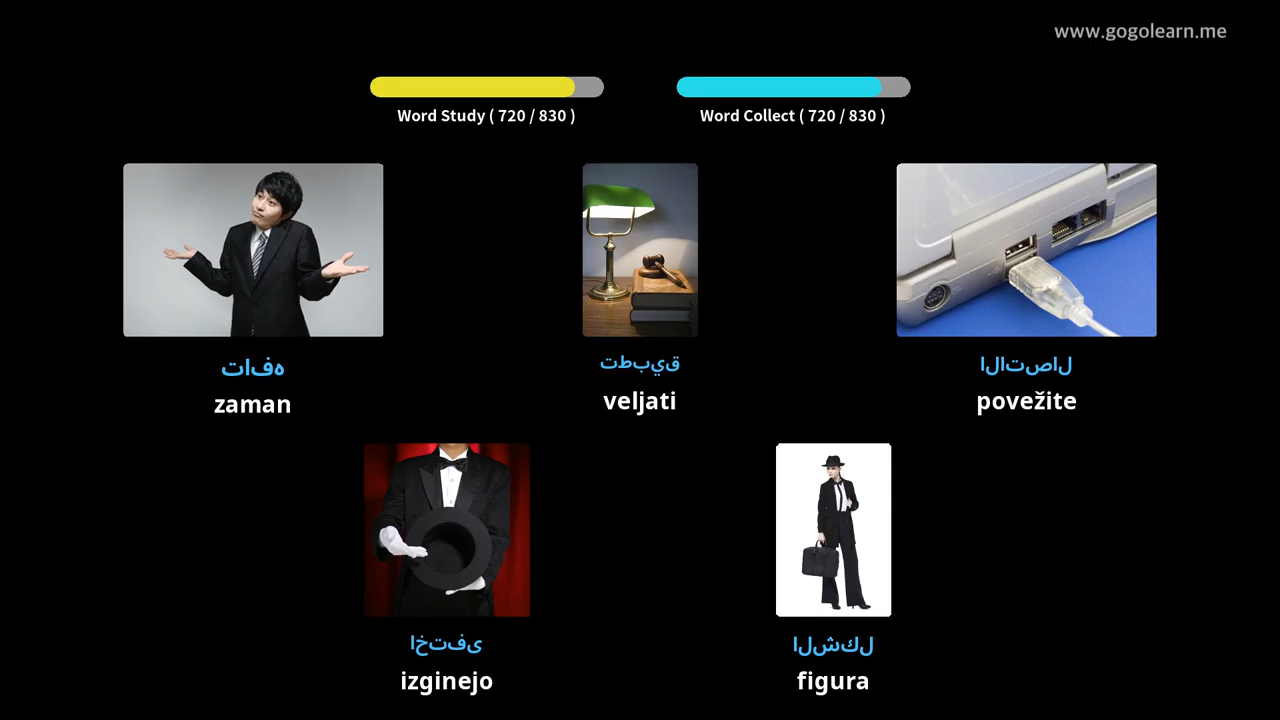 www.gogolearn.me
Word Study ( 720 / 830 )
Word Collect ( 720 / 830 )
تافه
zaman
تطبيق
veljati
الاتصال
povežite
اختفى
izginejo
الشكل
figura